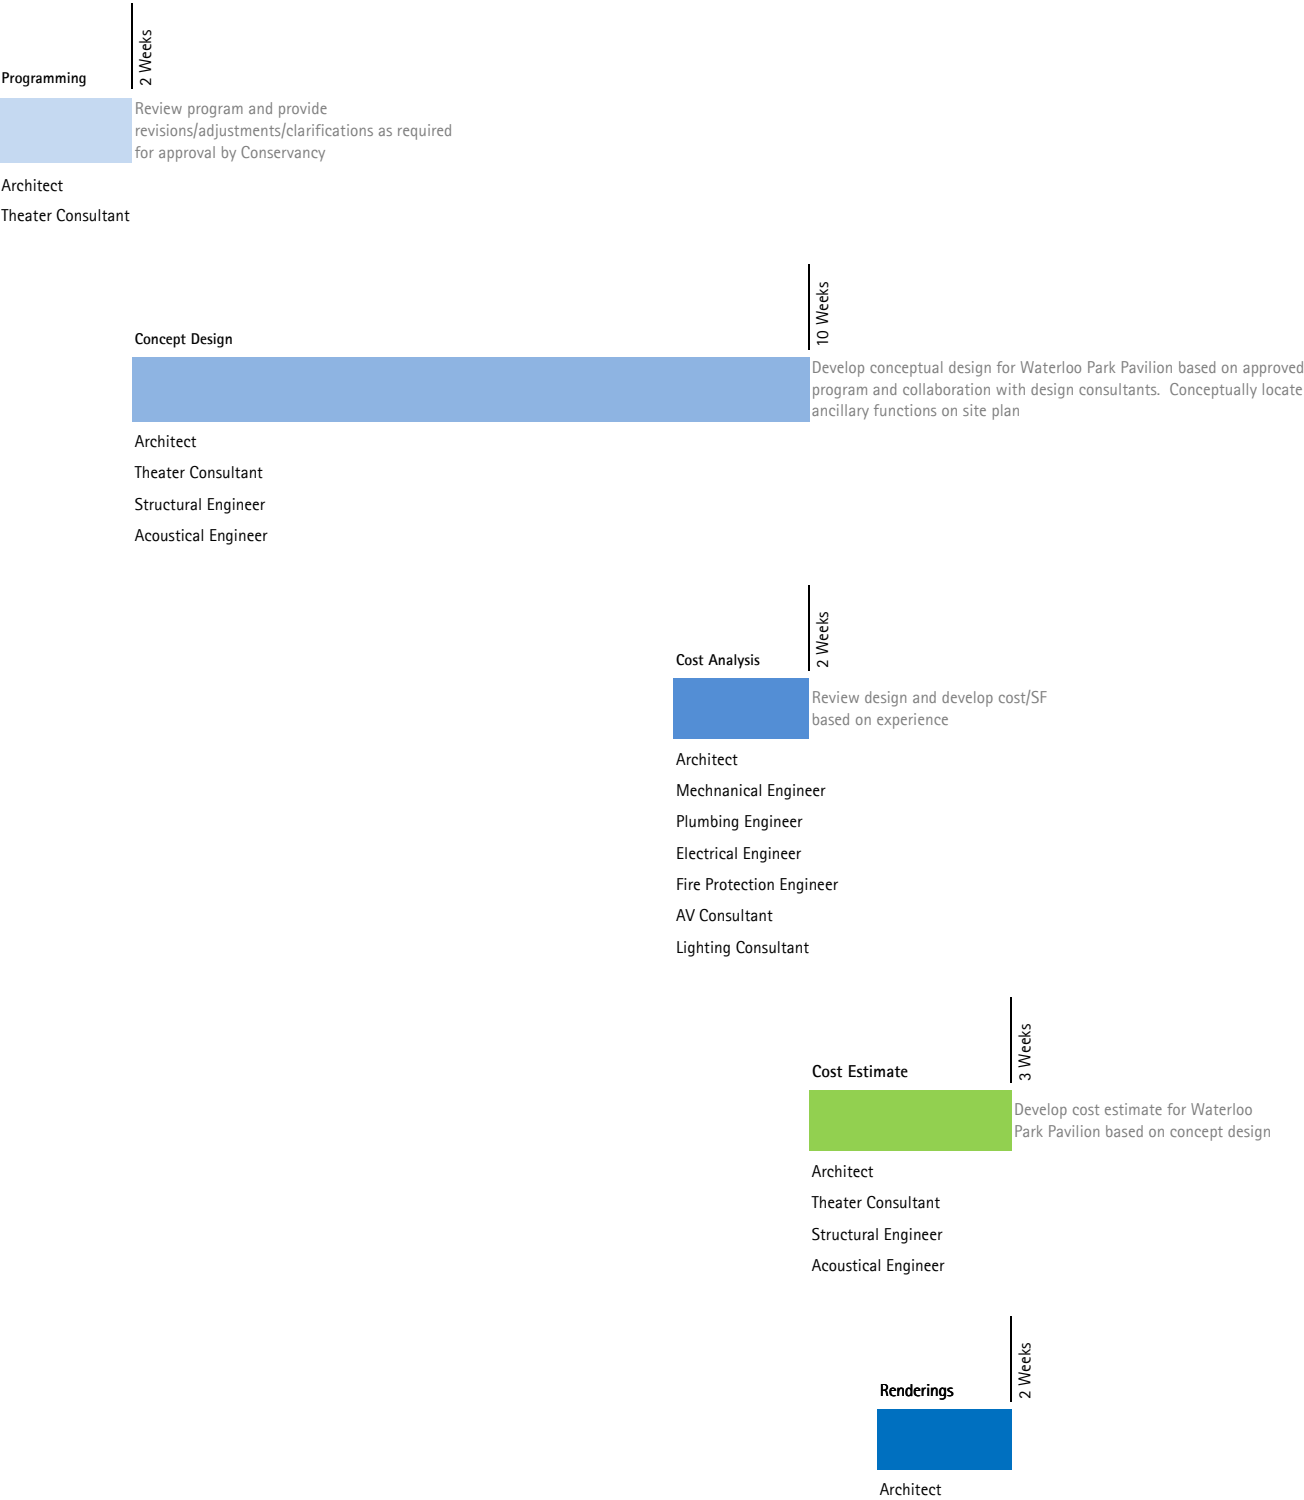 2 Weeks
Programming
Review program and provide
revisions/adjustments/clarifications as required
for approval by Conservancy
Architect
Theater Consultant
10 Weeks
Concept Design
Develop conceptual design for Waterloo Park Pavilion based on approved
program and collaboration with design consultants.  Conceptually locate
ancillary functions on site plan
Architect
Theater Consultant
Structural Engineer
Acoustical Engineer
2 Weeks
Cost Analysis
Review design and develop cost/SF
based on experience
Architect
Mechnanical Engineer
Plumbing Engineer
Electrical Engineer
Fire Protection Engineer
AV Consultant
Lighting Consultant
3 Weeks
Cost Estimate
Develop cost estimate for Waterloo
Park Pavilion based on concept design
Architect
Theater Consultant
Structural Engineer
Acoustical Engineer
2 Weeks
Renderings
Architect